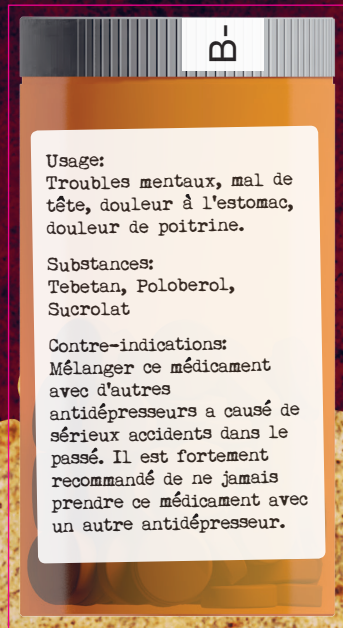 B-
Usage:
Troubles mentaux, mal de
tête, douleur à l'estomac,
douleur de poitrine.
Substances:
Tebetan, Poloberol,
Sucrolat
Contre-indications:
Mélanger ce médicament
avec d'autres
antidépresseurs a causé de
sérieux accidents dans le
passé. Il est fortement
recommandé de ne jamais
prendre ce médicament avec
un autre antidépresseur.